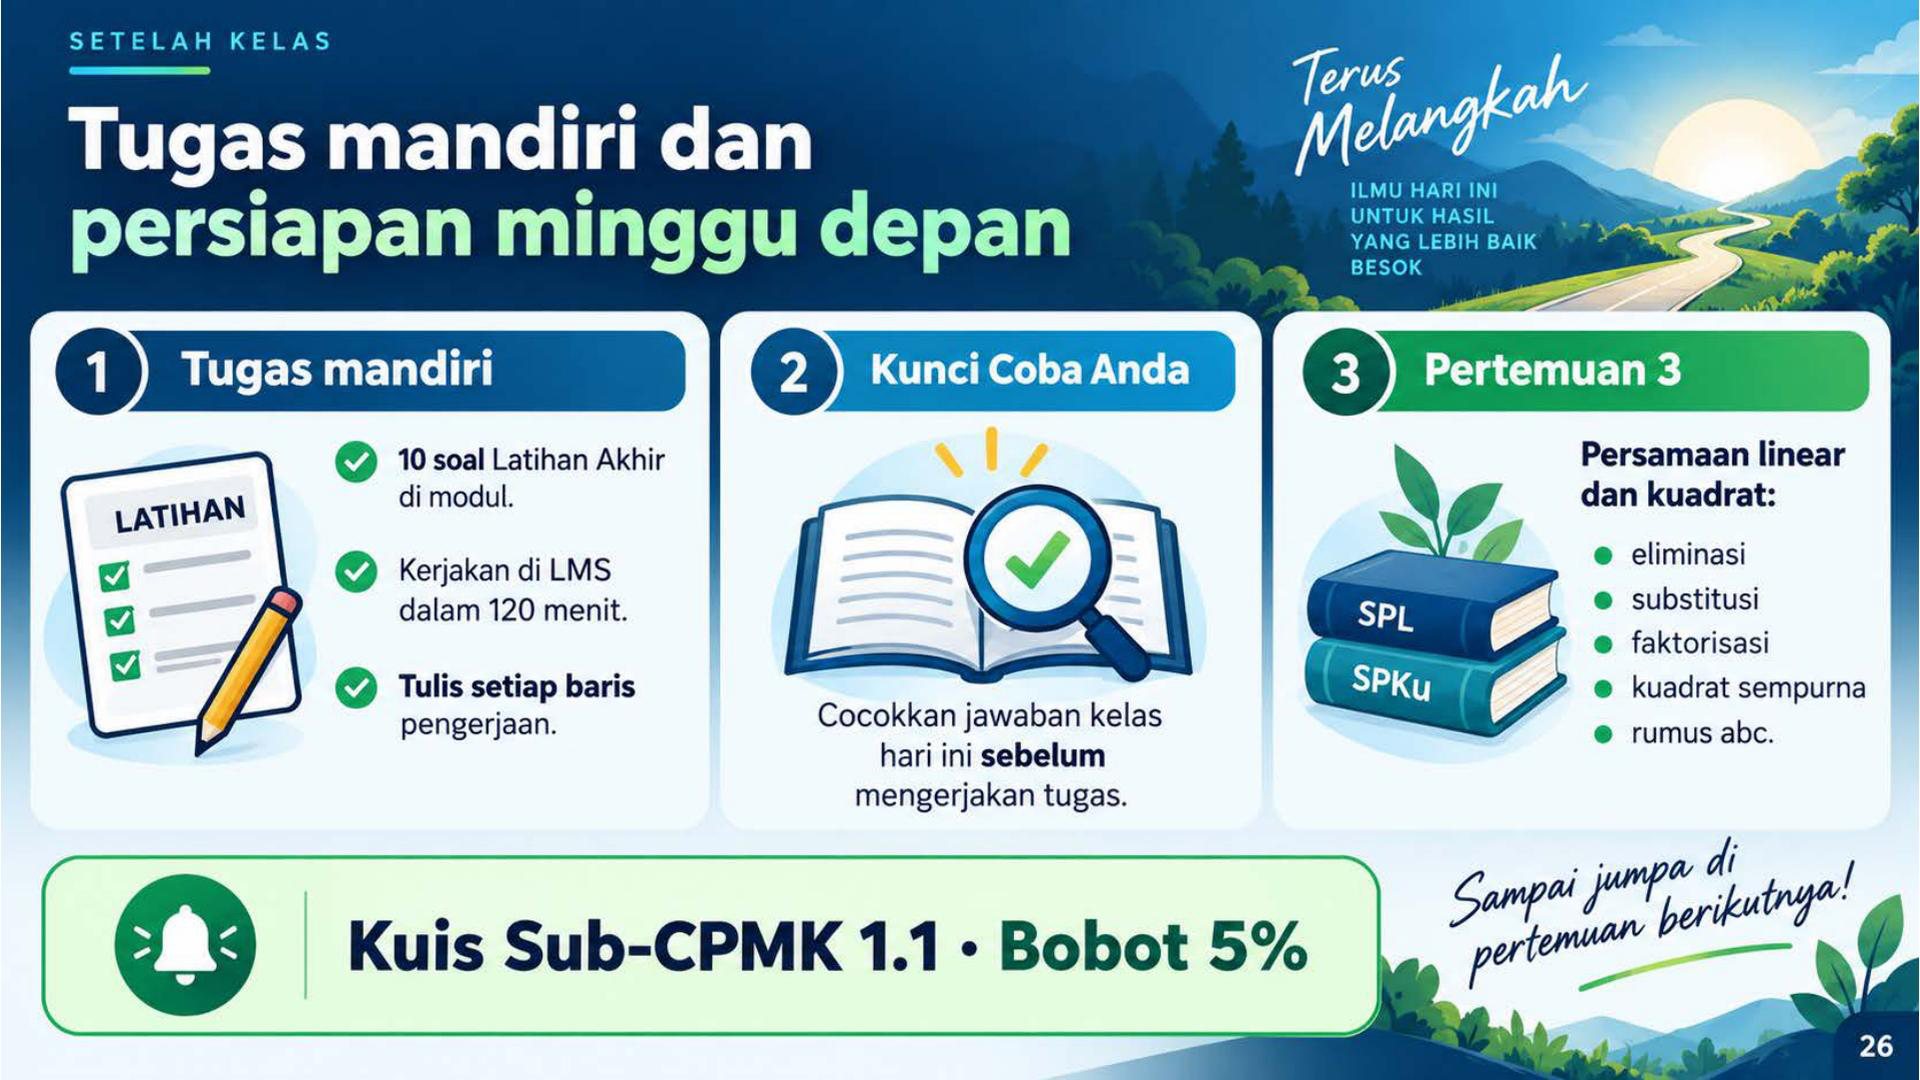 SETELAH KELAS
Tugas mandiri dan
persiapan minggu depan
Terus
Melangkah
ILMU HARI INI
UNTUK HASIL
YANG LEBIH BAIK
BESOK
1 Tugas mandiri
LATIHAN
10 soal Latihan Akhir
di modul.
Kerjakan di LMS
dalam 120 menit.
Tulis setiap baris
pengerjaan.
2 Kunci Coba Anda
Cocokkan jawaban kelas
hari ini sebelum
mengerjakan tugas.
3 Pertemuan 3
SPL
SPKu
Persamaan linear
dan kuadrat:
• eliminasi
• substitusi
• faktorisasi
• kuadrat sempurna
• rumus abc.
Kuis Sub-CPMK 1.1 • Bobot 5%
Sampai jumpa di
pertemuan berikutnya!
26